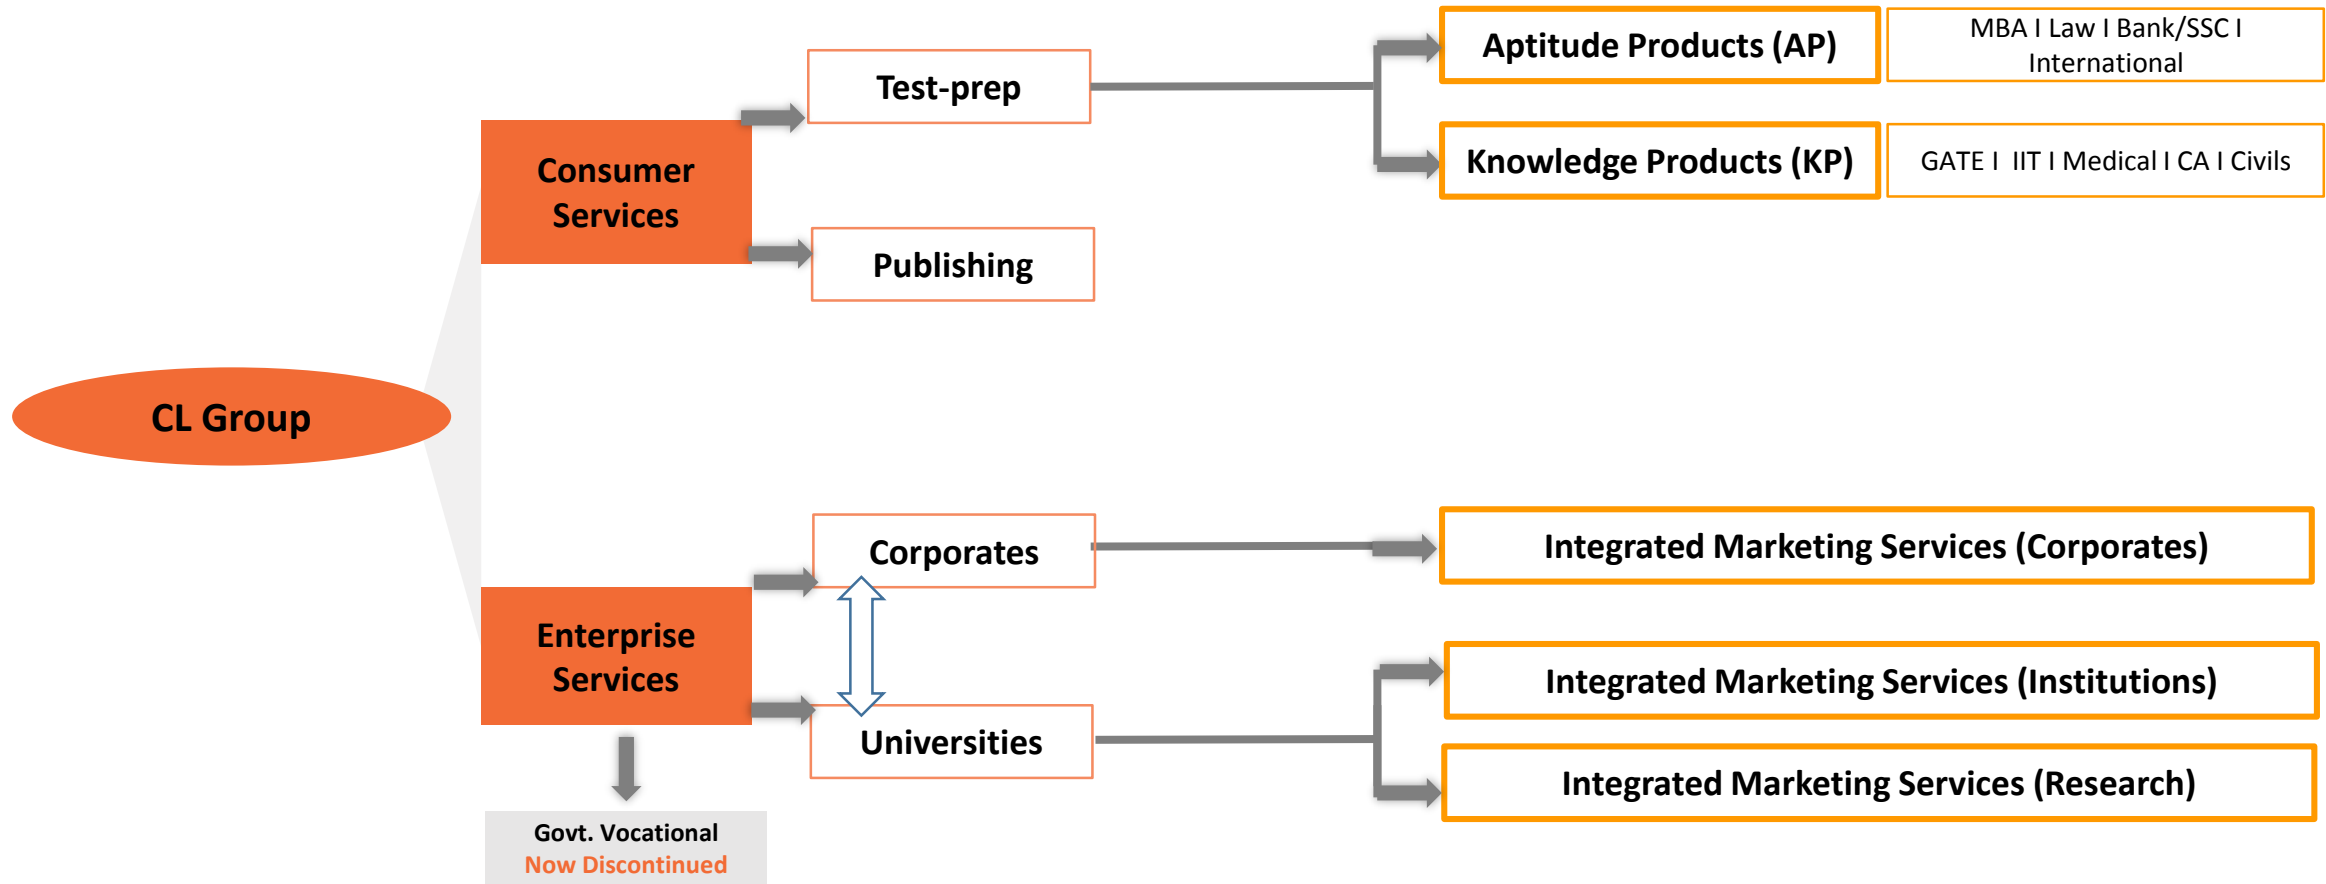 CL Group
Consumer
Services
Test-prep
Aptitude Products (AP)
MBA I Law I Bank/SSC I
International
Knowledge Products (KP)
GATE I  IIT I Medical I CA I Civils
Publishing
Enterprise
Services
Corporates
Integrated Marketing Services (Corporates)
Universities
Integrated Marketing Services (Institutions)
Integrated Marketing Services (Research)
Govt. Vocational
Now Discontinued